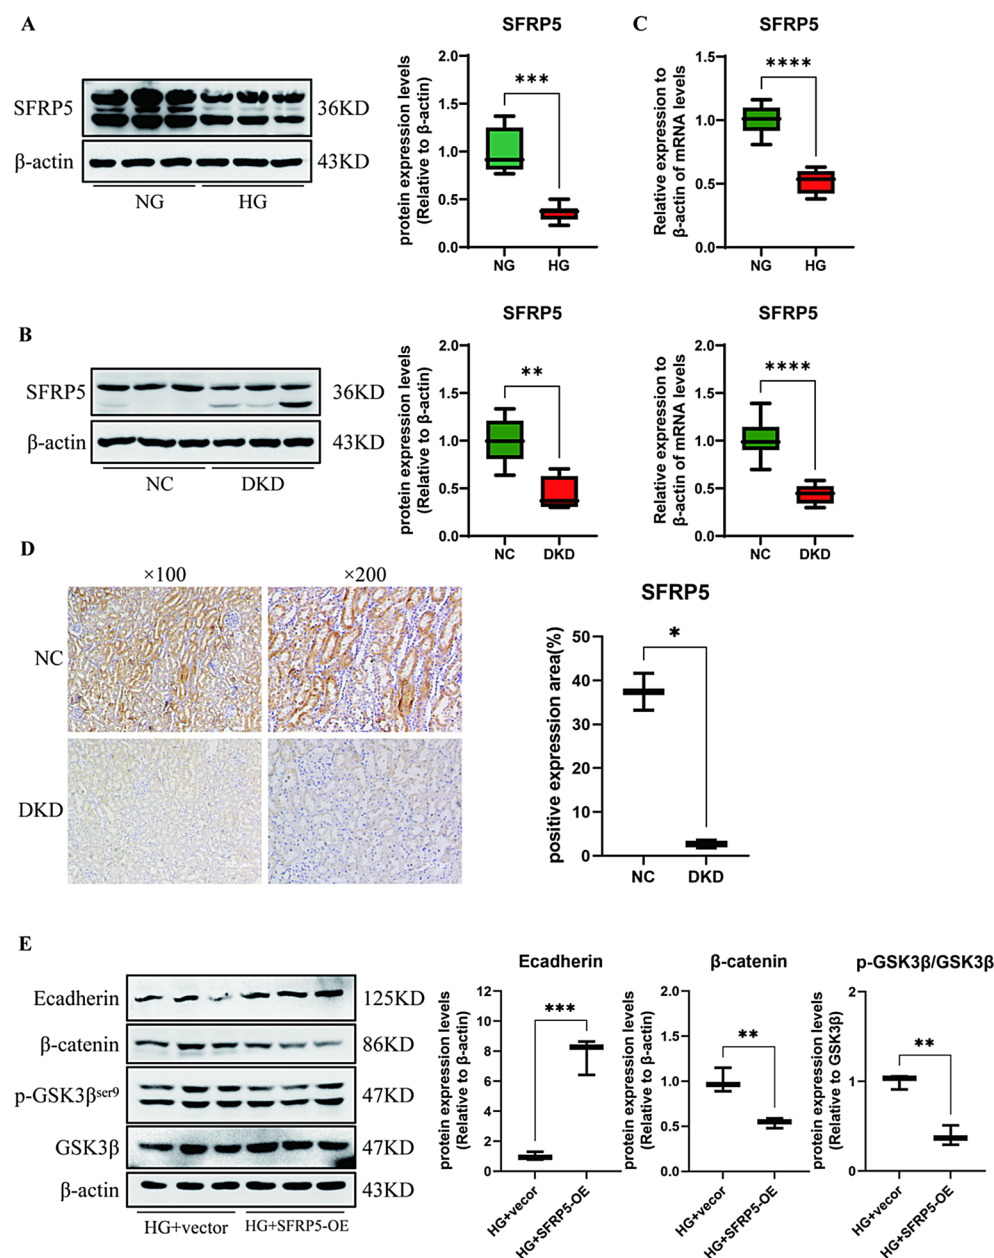 A
SFRP5
36KD
β-actin
43KD
NG
HG
SFRP5
protein expression levels
(Relative to β-actin)
2.0
1.5
1.0
0.5
0.0
***
NG
HG
C
SFRP5
Relative expression to
β-actin of mRNA levels
1.5
1.0
0.5
0.0
****
NG
HG
B
SFRP5
36KD
β-actin
43KD
NC
DKD
SFRP5
protein expression levels
(Relative to β-actin)
2.0
1.5
1.0
0.5
0.0
**
NC
DKD
SFRP5
Relative expression to
β-actin of mRNA levels
2.0
1.5
1.0
0.5
0.0
****
NC
DKD
D
×100
×200
NC
DKD
SFRP5
positive expression area(%)
50
40
30
20
10
0
*
NC
DKD
E
Ecadherin
125KD
β-catenin
86KD
p-GSK3βser9
47KD
GSK3β
47KD
β-actin
43KD
HG+vector
HG+SFRP5-OE
Ecadherin
protein expression levels
(Relative to β-actin)
12
10
8
6
4
2
0
***
HG+vecor
HG+SFRP5-OE
β-catenin
protein expression levels
(Relative to β-actin)
2.0
1.5
1.0
0.5
0.0
**
HG+vector
HG+SFRP5-OE
p-GSK3β/GSK3β
protein expression levels
(Relative to GSK3β)
2
1
0
**
HG+vector
HG+SFRP5-OE